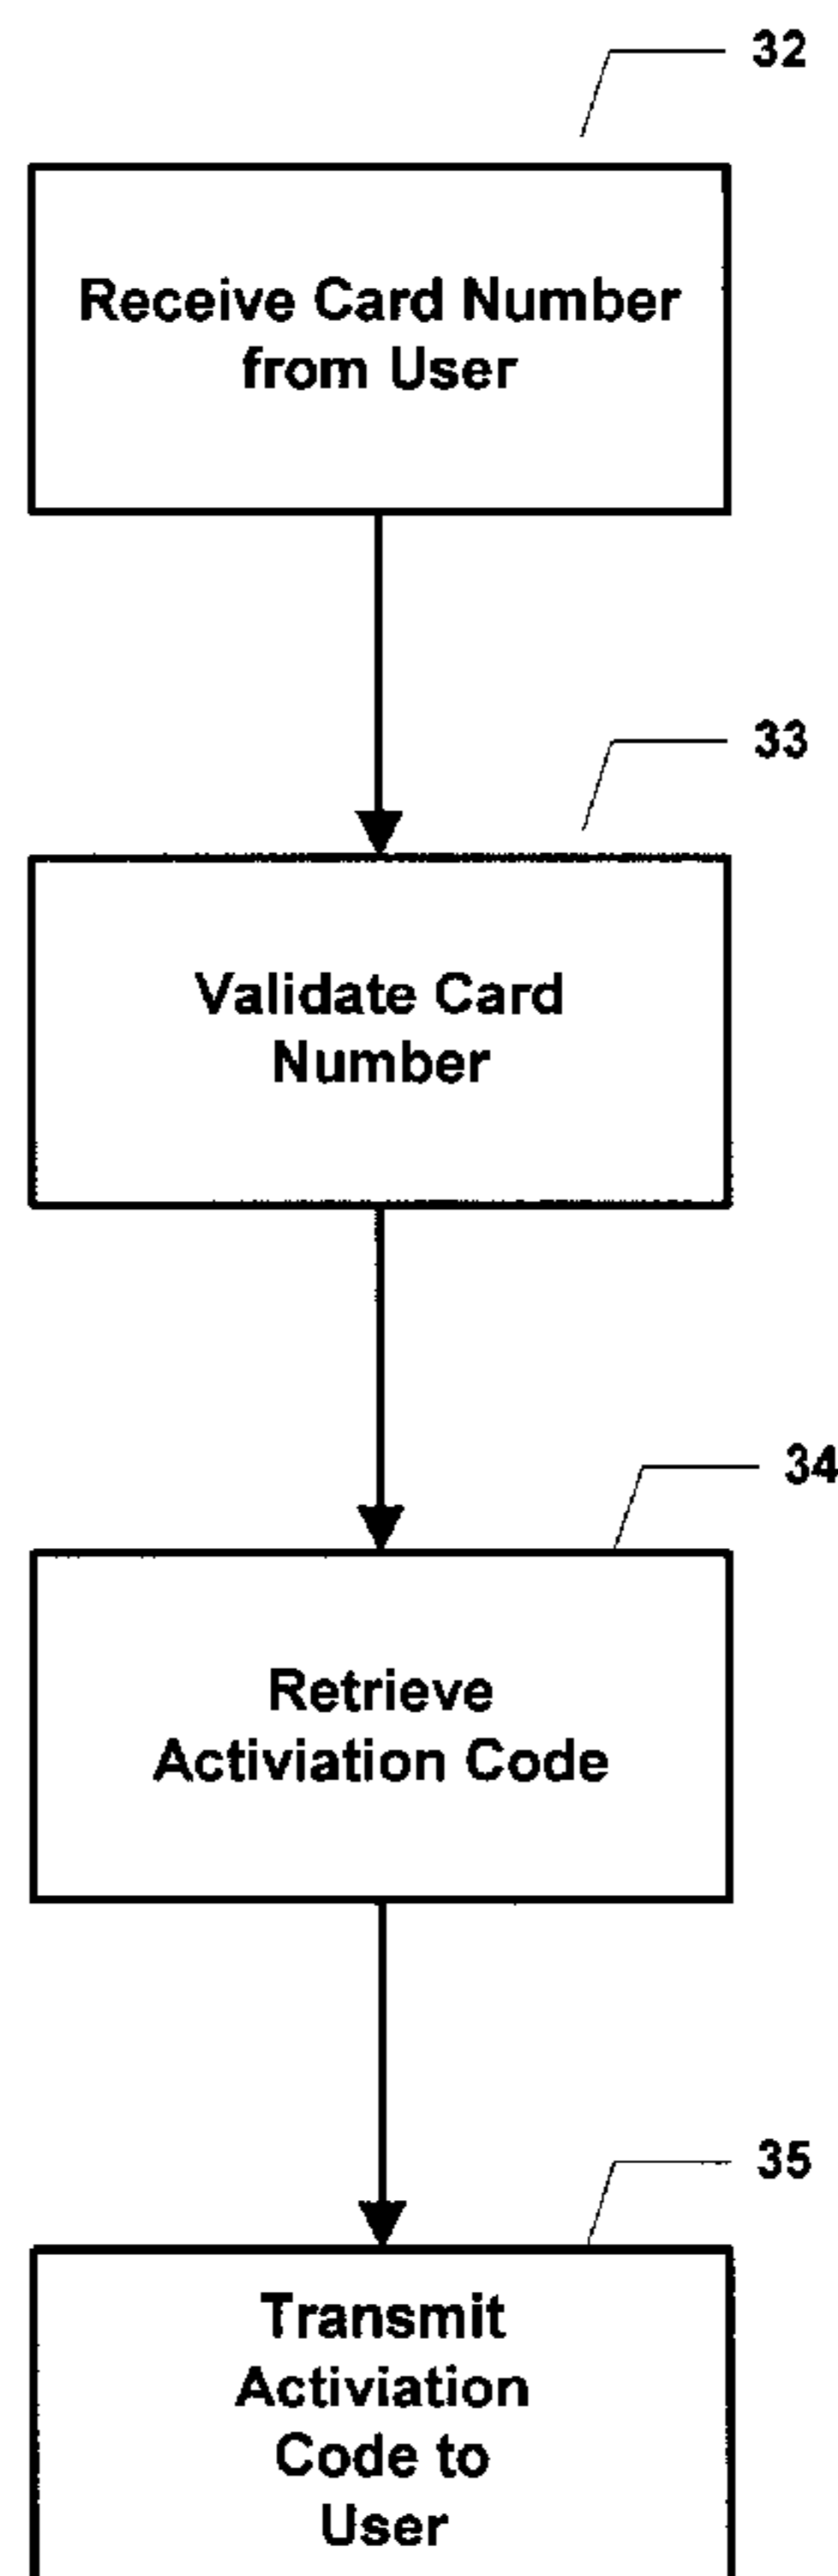 32
Receive Card Number
from User
33
Validate Card
Number
34
Retrieve
Activiation Code
35
Transmit
Activiation
Code to
User